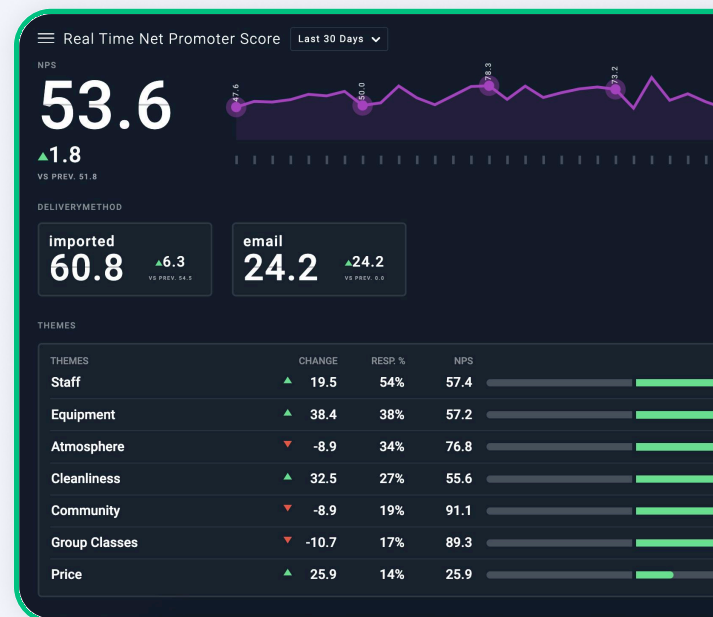 Real Time Net Promoter Score
Last 30 Days
NPS
53.6
1.8
VS PREV. 51.8
47.6
50.0
78.3
73.2
DELIVERYMETHOD
imported
60.8
6.3
VS PREV. 54.5
email
24.2
24.2
VS PREV. 0.0
THEMES
THEMES CHANGE RESP. % NPS
Staff 19.5 54% 57.4
Equipment 38.4 38% 57.2
Atmosphere -8.9 34% 76.8
Cleanliness 32.5 27% 55.6
Community -8.9 19% 91.1
Group Classes -10.7 17% 89.3
Price 25.9 14% 25.9